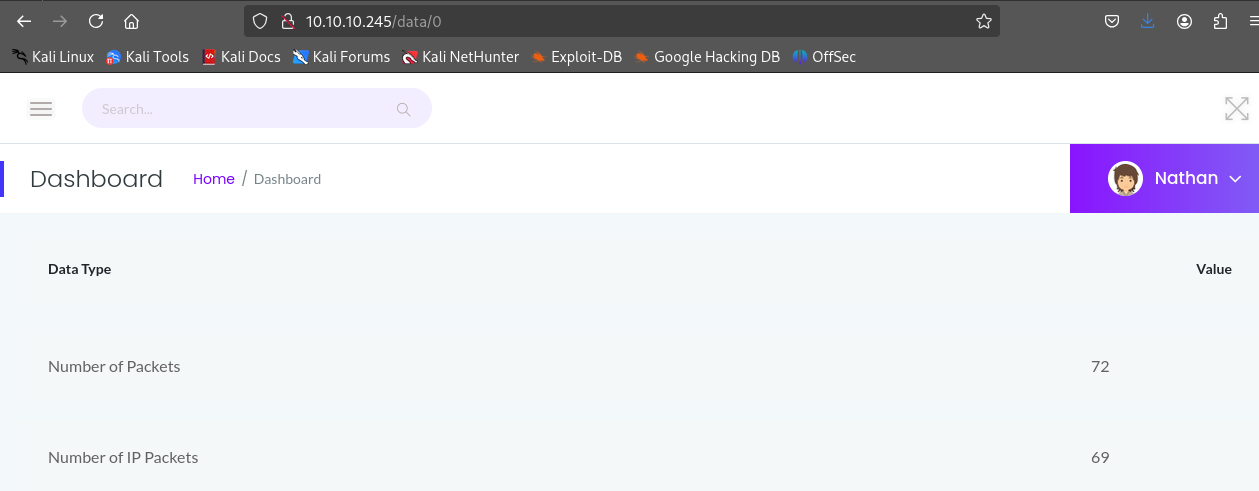 10.10.10.245/data/0
Kali Linux Kali Tools Kali Docs Kali Forums Kali NetHunter Exploit-DB Google Hacking DB OffSec
Search...
Dashboard Home / Dashboard Nathan
Data Type Value
Number of Packets 72
Number of IP Packets 69